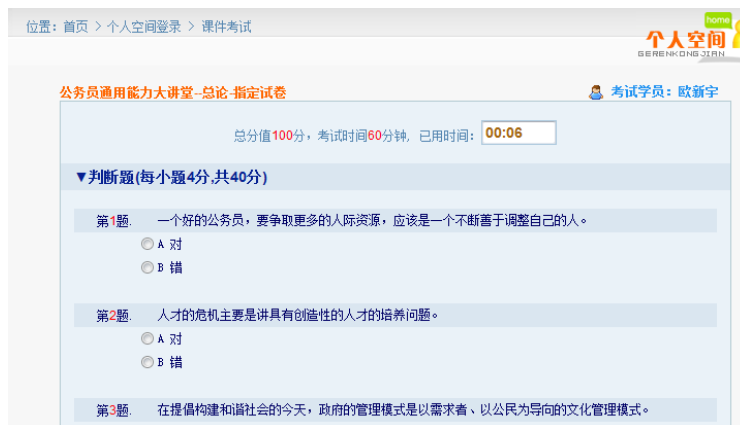 位置：首页 > 个人空间登录 > 课件考试
home
个人空间
GERENKONGJIAN
公务员通用能力大讲堂--总论-指定试卷
考试学员：欧新宇
总分值100分，考试时间60分钟，已用时间： 00:06
▼判断题(每小题4分,共40分)
第1题. 一个好的公务员，要争取更多的人际资源，应该是一个不断善于调整自己的人。
A 对
B 错
第2题. 人才的危机主要是讲具有创造性的人才的培养问题。
A 对
B 错
第3题. 在提倡构建和谐社会的今天，政府的管理模式是以需求者、以公民为导向的文化管理模式。